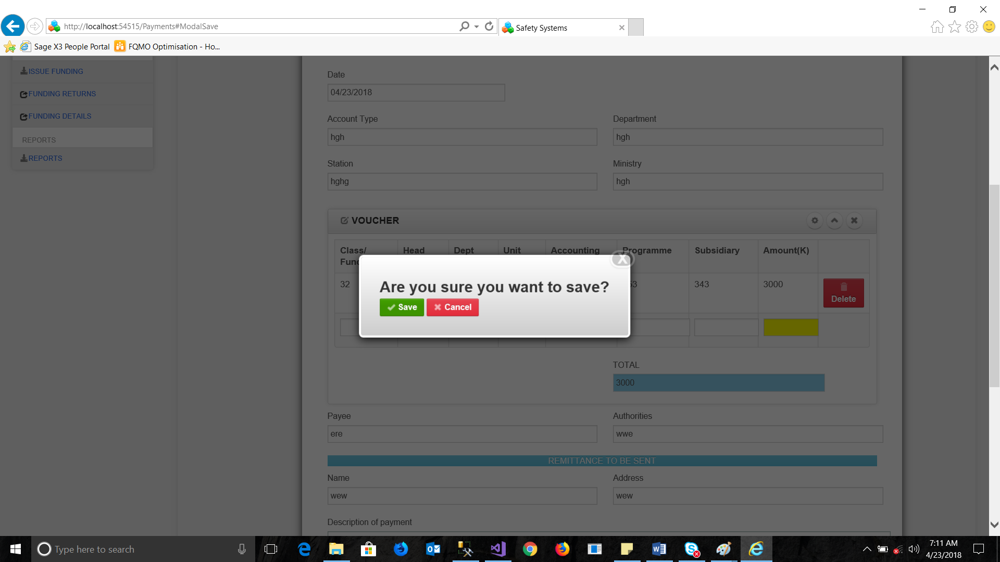 http://localhost:54515/Payments#ModalSave
Safety Systems
Sage X3 People Portal
FQMO Optimisation - Ho...
ISSUE FUNDING
FUNDING RETURNS
FUNDING DETAILS
REPORTS
REPORTS
Date
04/23/2018
Account Type
Department
hgh
hgh
Station
Ministry
hghg
hgh
VOUCHER
Class/
Head
Dept
Unit
Accounting
Programme
Subsidiary
Amount(K)
32
343
3000
Delete
X
Are you sure you want to save?
Save
Cancel
TOTAL
3000
Payee
Authorities
ere
wwe
REMITTANCE TO BE SENT
Name
Address
wew
wew
Description of payment
Type here to search
7:11 AM
4/23/2018